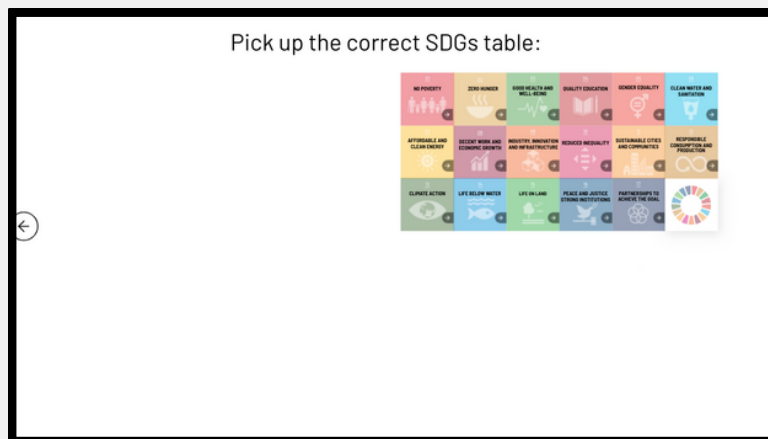 Pick up the correct SDGs table:
NO POVERTY
ZERO HUNGER
GOOD HEALTH AND
WELL-BEING
QUALITY EDUCATION
GENDER EQUALITY
CLEAN WATER AND
SANITATION
AFFORDABLE AND
CLEAN ENERGY
DECENT WORK AND
ECONOMIC GROWTH
INDUSTRY, INNOVATION
AND INFRASTRUCTURE
REDUCED INEQUALITY
SUSTAINABLE CITIES
AND COMMUNITIES
RESPONSIBLE
CONSUMPTION AND
PRODUCTION
CLIMATE ACTION
LIFE BELOW WATER
LIFE ON LAND
PEACE AND JUSTICE
STRONG INSTITUTIONS
PARTNERSHIPS TO
ACHIEVE THE GOAL